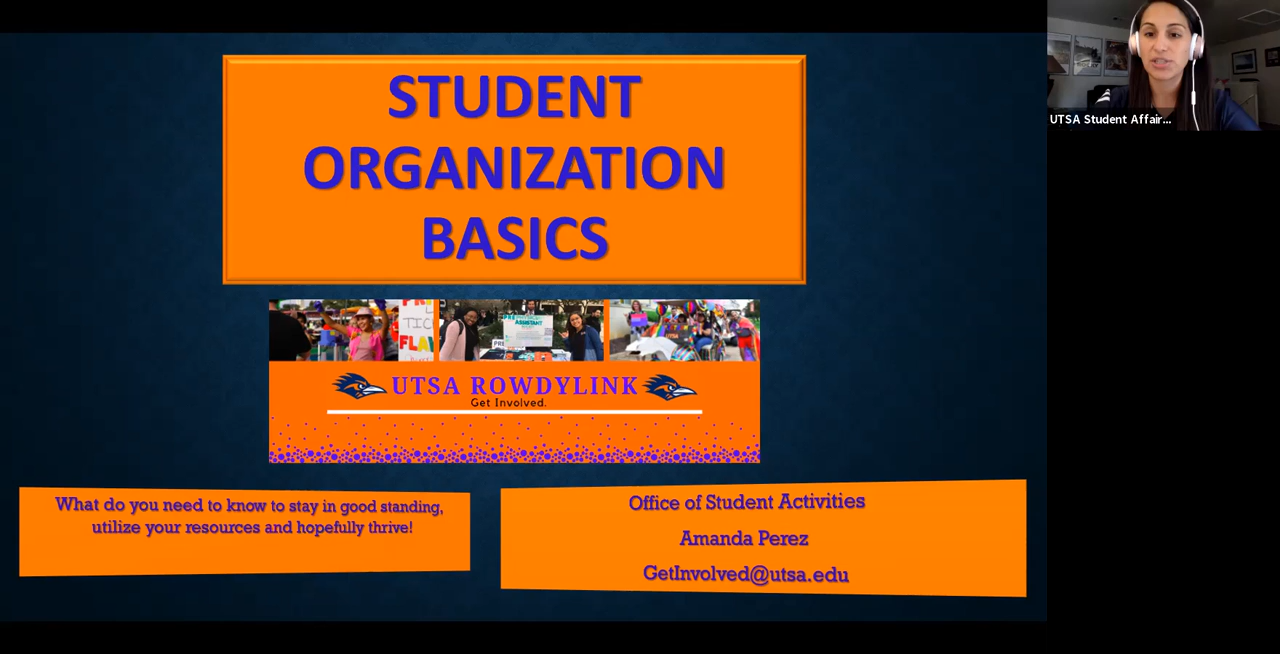 STUDENT
ORGANIZATION
BASICS
UTSA ROWDYLINK
Get Involved.
What do you need to know to stay in good standing,
utilize your resources and hopefully thrive!
Office of Student Activities
Amanda Perez
GetInvolved@utsa.edu
UTSA Student Affair...